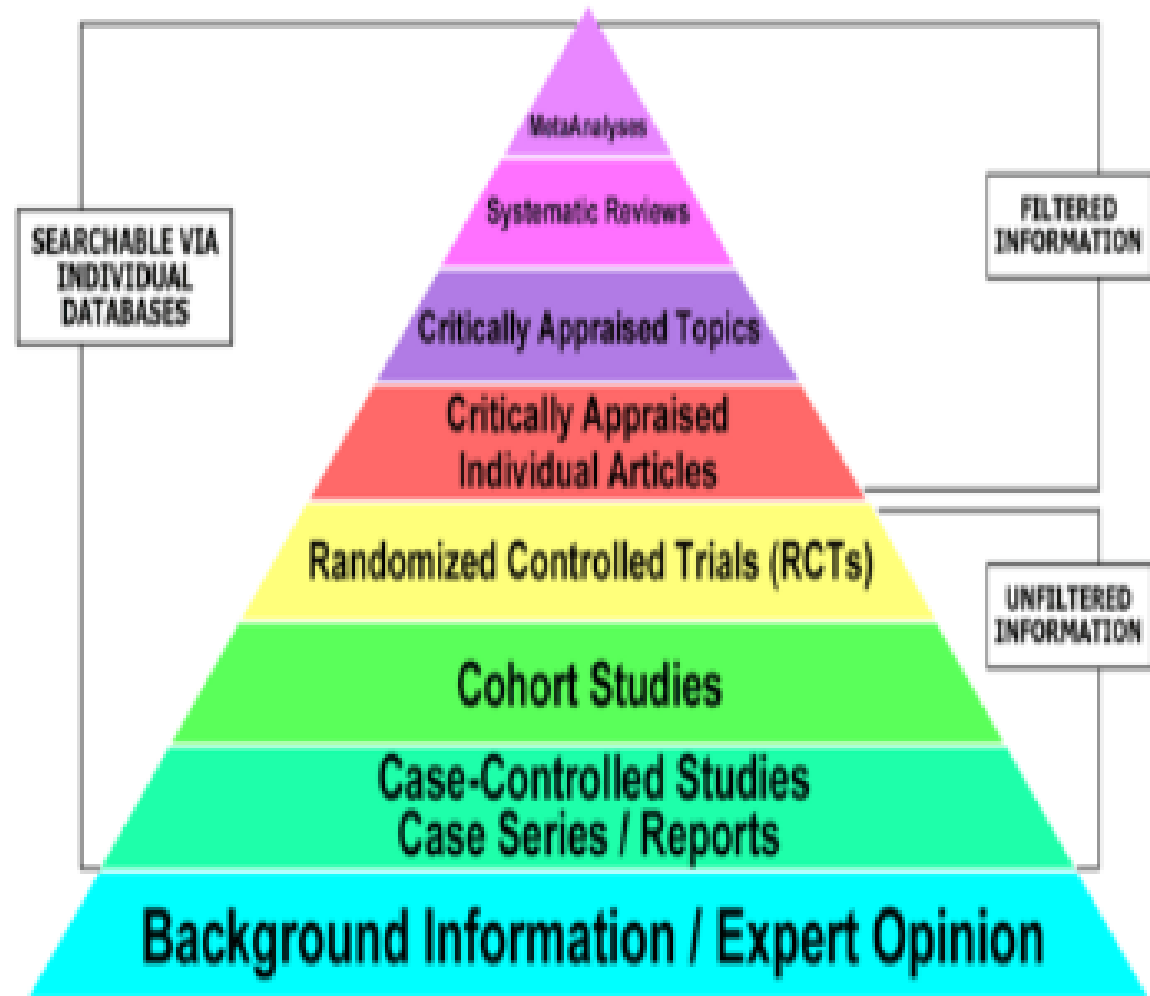 MetaAnalyses
Systematic Reviews
Critically Appraised Topics
Critically Appraised
Individual Articles
Randomized Controlled Trials (RCTs)
Cohort Studies
Case-Controlled Studies
Case Series / Reports
Background Information / Expert Opinion
SEARCHABLE VIA
INDIVIDUAL
DATABASES
FILTERED
INFORMATION
UNFILTERED
INFORMATION